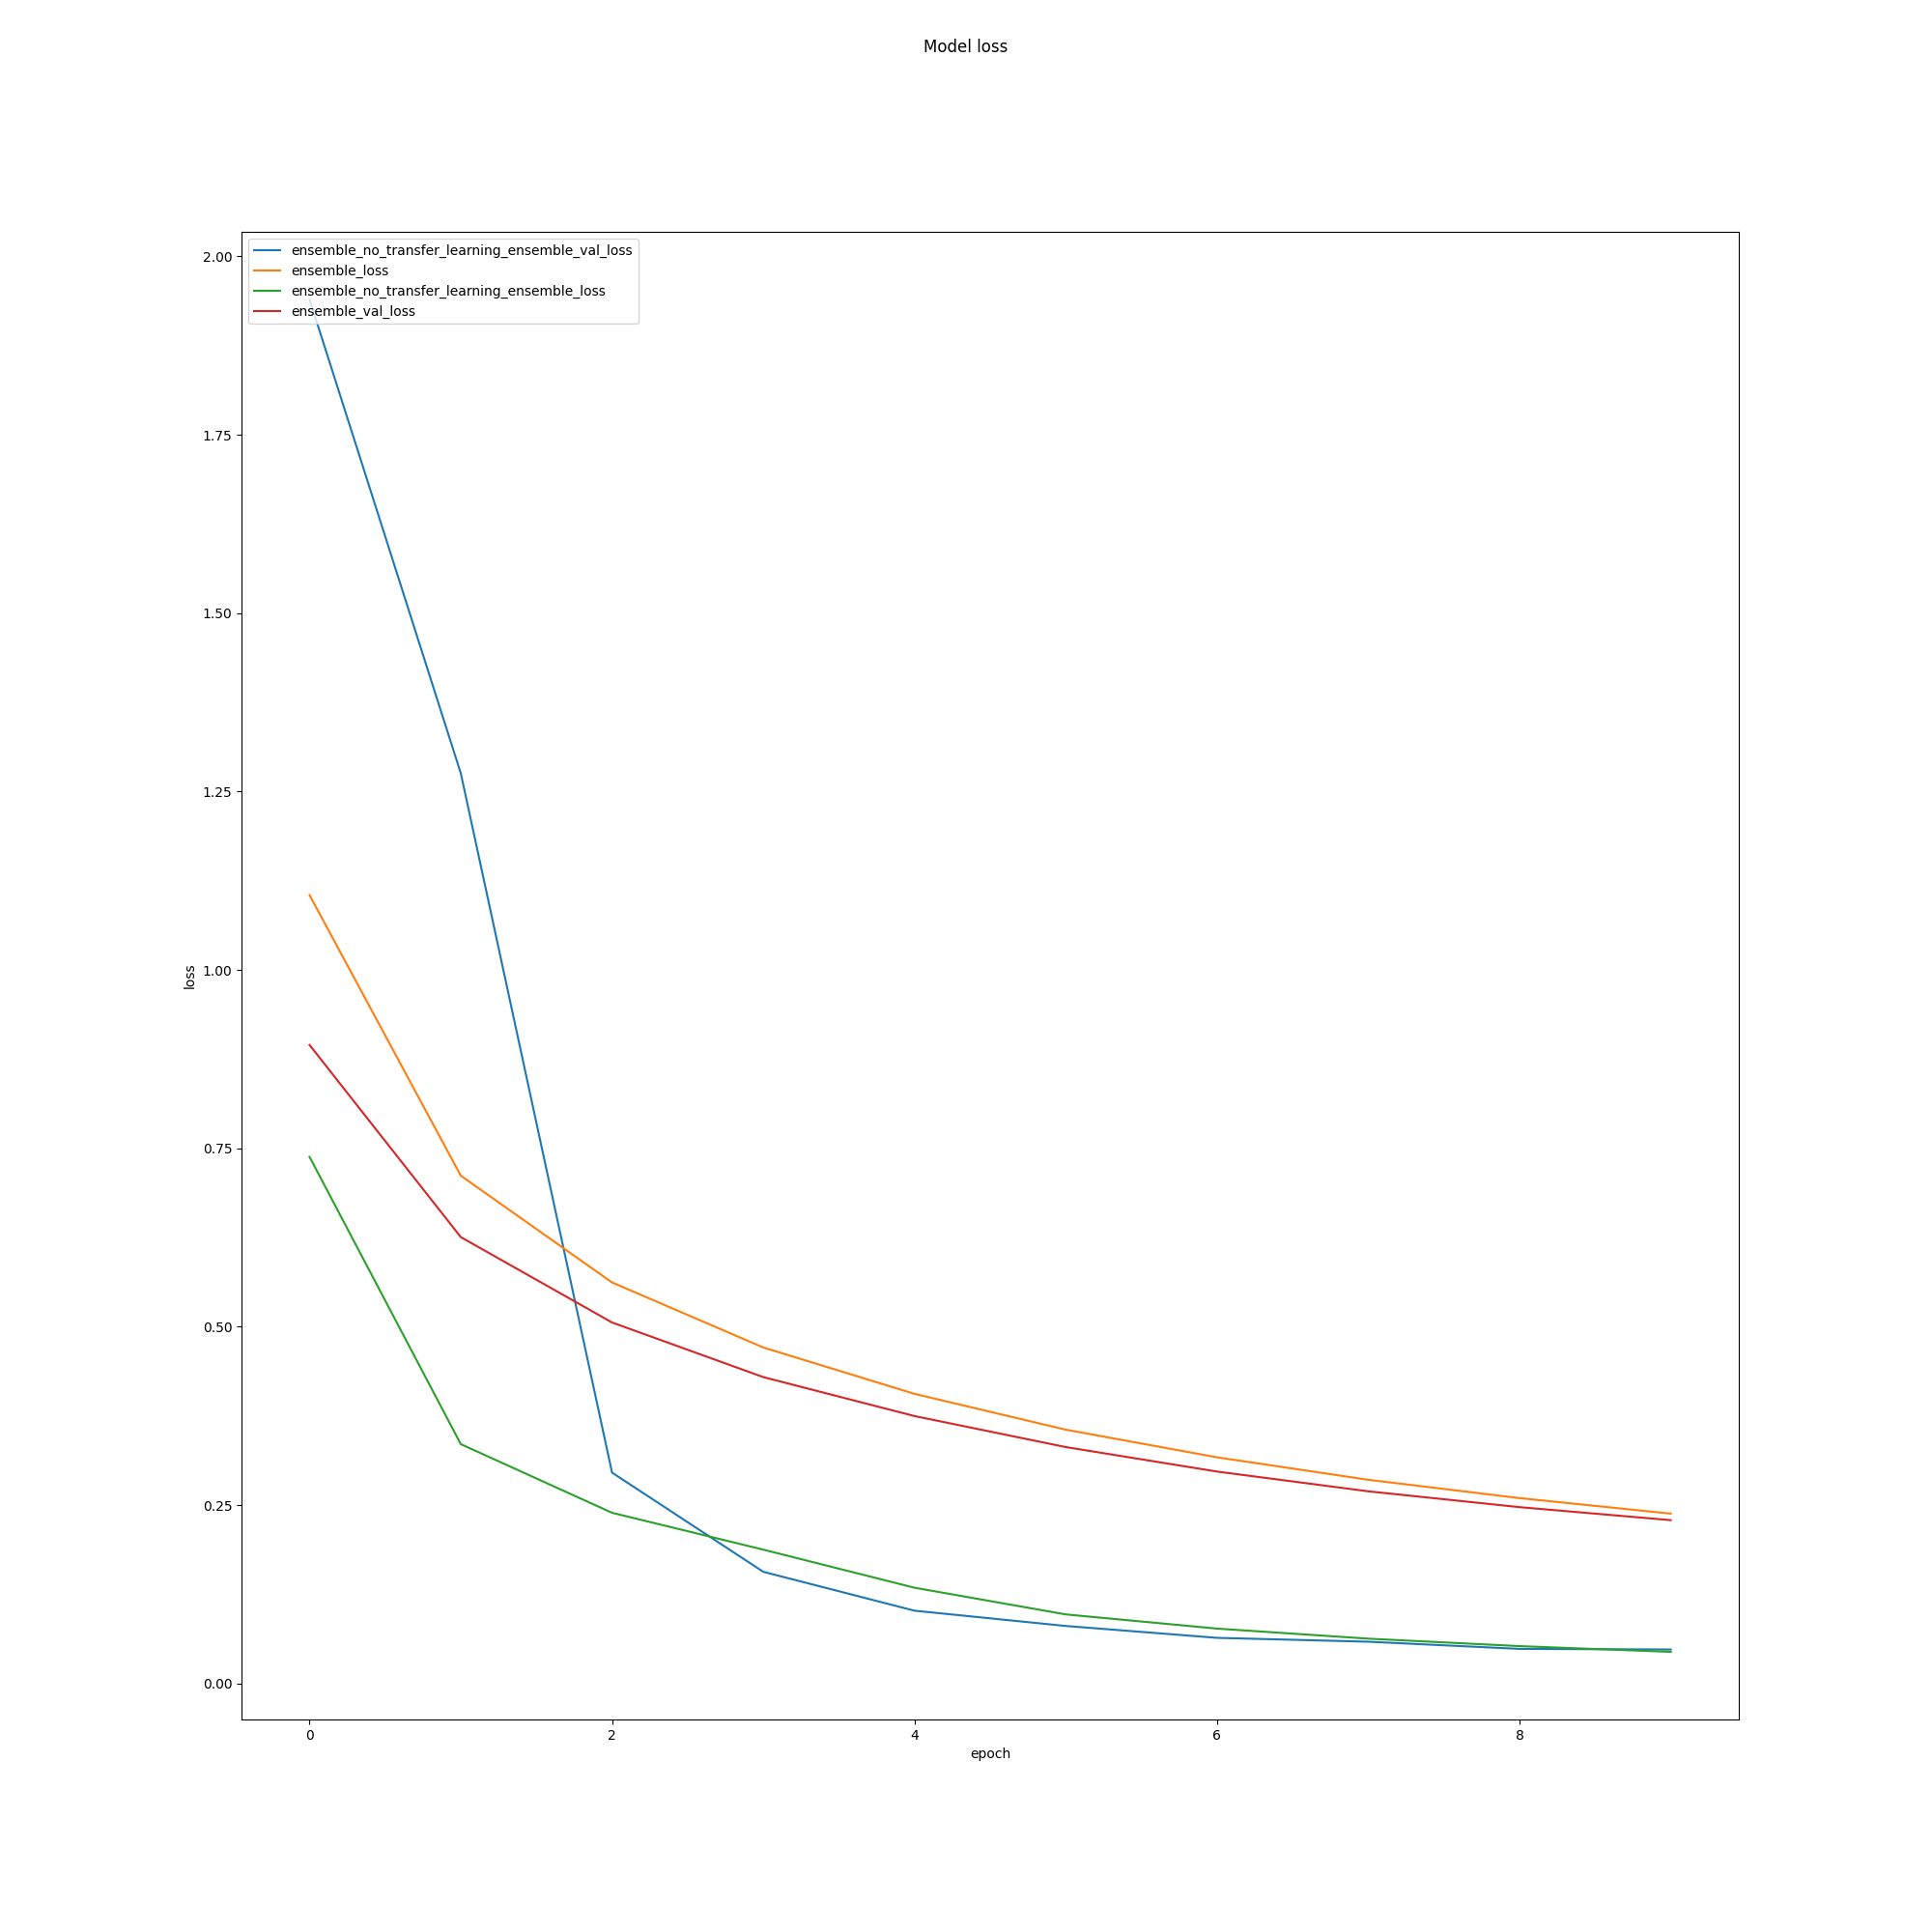 Model loss
ensemble_no_transfer_learning_ensemble_val_loss
ensemble_loss
ensemble_no_transfer_learning_ensemble_loss
ensemble_val_loss
2.00
1.75
1.50
1.25
1.00
0.75
0.50
0.25
0.00
loss
0 2 4 6 8
epoch